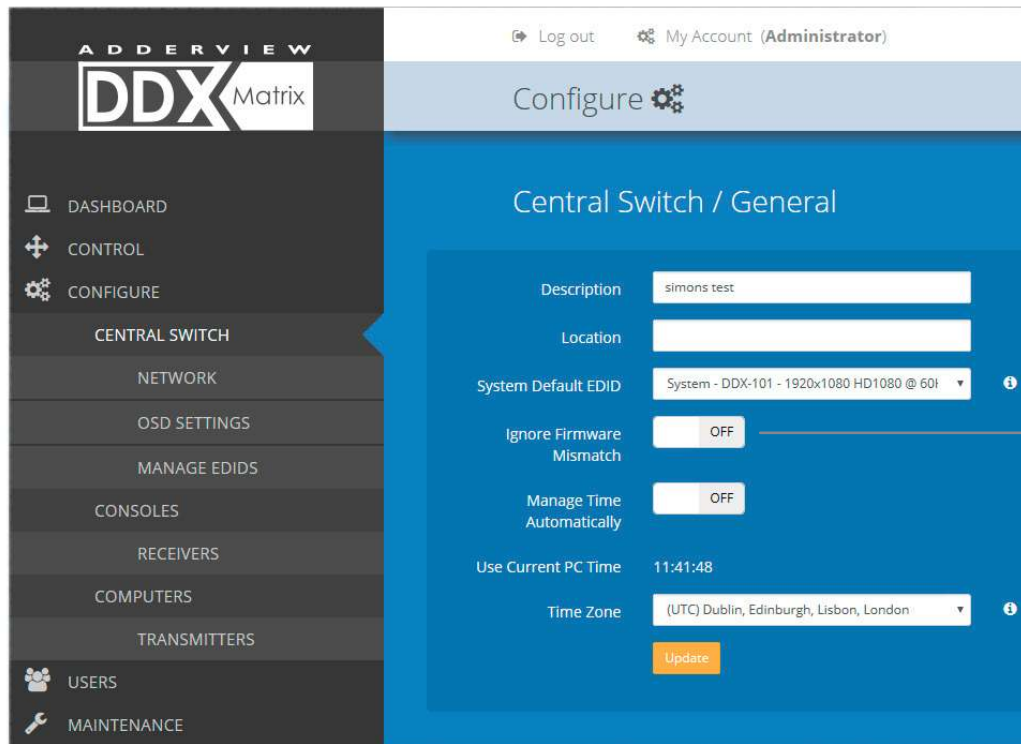 ADDERVIEW
DDX Matrix
Log out My Account (Administrator)
Configure
DASHBOARD
CONTROL
CONFIGURE
CENTRAL SWITCH
NETWORK
OSD SETTINGS
MANAGE EDIDS
CONSOLES
RECEIVERS
COMPUTERS
TRANSMITTERS
USERS
MAINTENANCE
Central Switch / General
Description simons test
Location
System Default EDID System - DDX-101 - 1920x1080 HD1080 @ 60
Ignore Firmware
Mismatch OFF
Manage Time
Automatically OFF
Use Current PC Time 11:41:48
Time Zone (UTC) Dublin, Edinburgh, Lisbon, London
Update